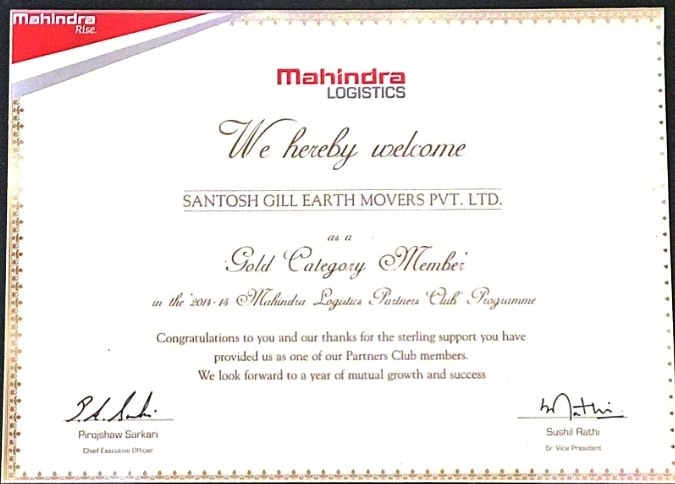 Mahindra
Rise.
Mahindra
LOGISTICS
We hereby welcome
SANTOSH GILL EARTH MOVERS PVT. LTD.
as a
Gold Category Member
in the 2014-15 Mahindra Logistics Partners Club Programme
Congratulations to you and our thanks for the sterling support you have
provided us as one of our Partners Club members.
We look forward to a year of mutual growth and success
Pirojshaw Sarkari
Chief Executive Officer
Sushil Rathi
Sr. Vice President